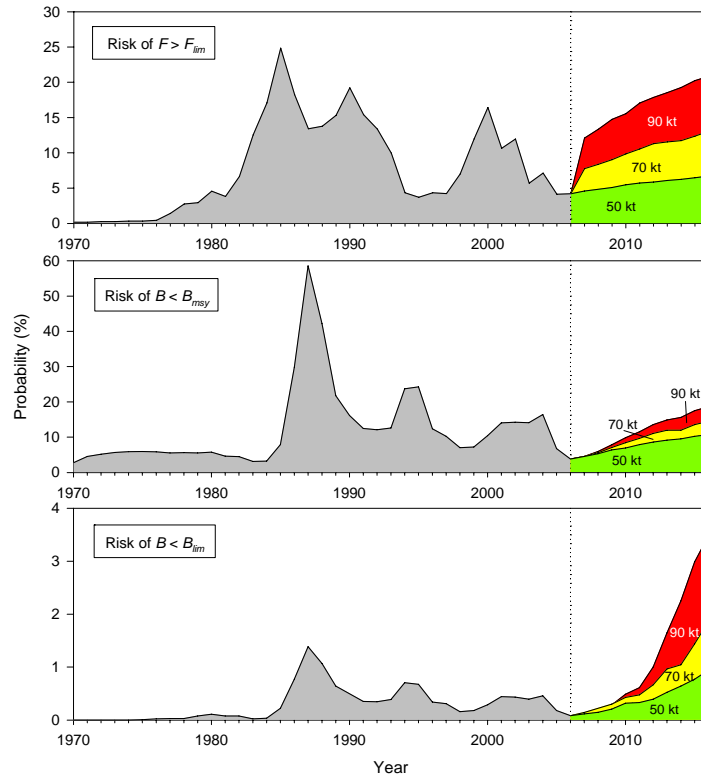 Probability (%)
30
25
20
15
10
5
0
Risk of F > Flim
90 kt
70 kt
50 kt
1970 1980 1990 2000 2010
60
50
40
30
20
10
0
Risk of B < Bmsy
90 kt
70 kt
50 kt
1970 1980 1990 2000 2010
4
3
2
1
0
Risk of B < Blim
90 kt
70 kt
50 kt
1970 1980 1990 2000 2010
Year